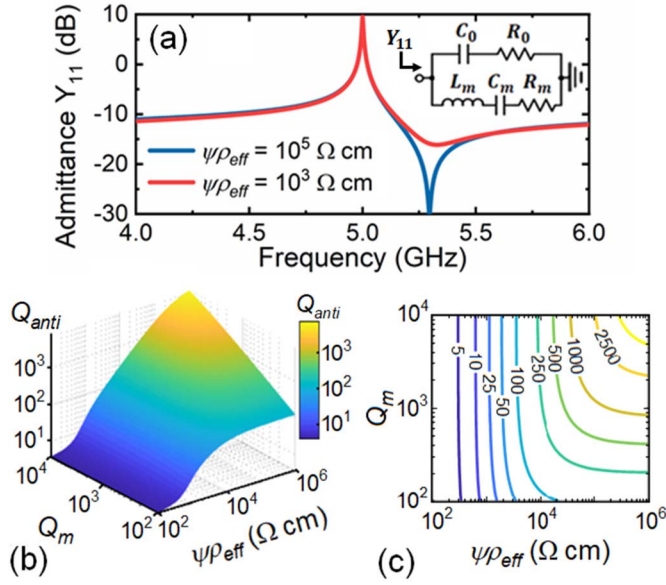 (a)
Admittance Y11 (dB)
10
0
-10
-20
-30
4.0 4.5 5.0 5.5 6.0
Frequency (GHz)
ψρeff = 10^5 Ω cm
ψρeff = 10^3 Ω cm
Y11
C0 R0
Lm Cm Rm
(b)
Qanti
10^3
10^2
10^1
10^4
10^3
10^2
Qm
10^2
10^4
10^6
ψρeff (Ω cm)
Qanti
10^3
10^2
10^1
(c)
Qm
10^4
10^3
10^2
5 10 25 50 100 250 500 1000 2500
10^2 10^4 10^6
ψρeff (Ω cm)